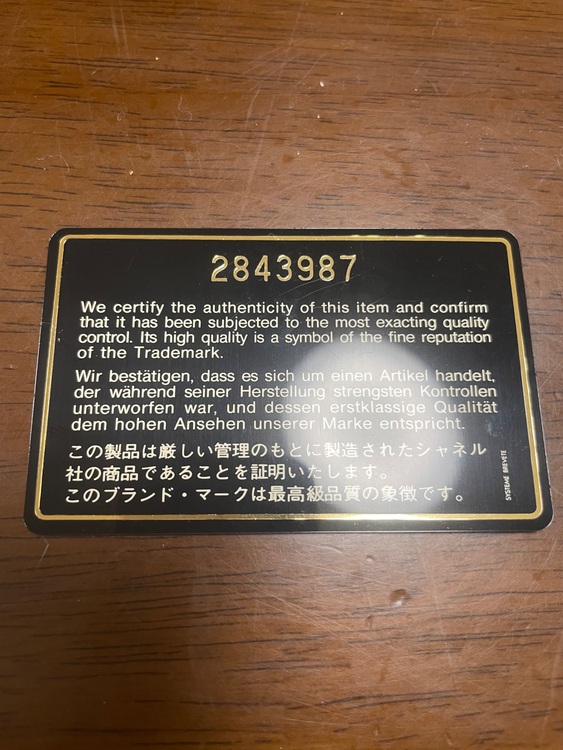 2843987
We certify the authenticity of this item and confirm
that it has been subjected to the most exacting quality
control. Its high quality is a symbol of the fine reputation
of the Trademark.
Wir bestätigen, dass es sich um einen Artikel handelt,
der während seiner Herstellung strengsten Kontrollen
unterworfen war, und dessen erstklassige Qualität
dem hohen Ansehen unserer Marke entspricht.
この製品は厳しい管理のもとに製造されたシャネル
社の商品であることを証明いたします。
このブランド・マークは最高級品質の象徴です。
SYSTEME BREVETE